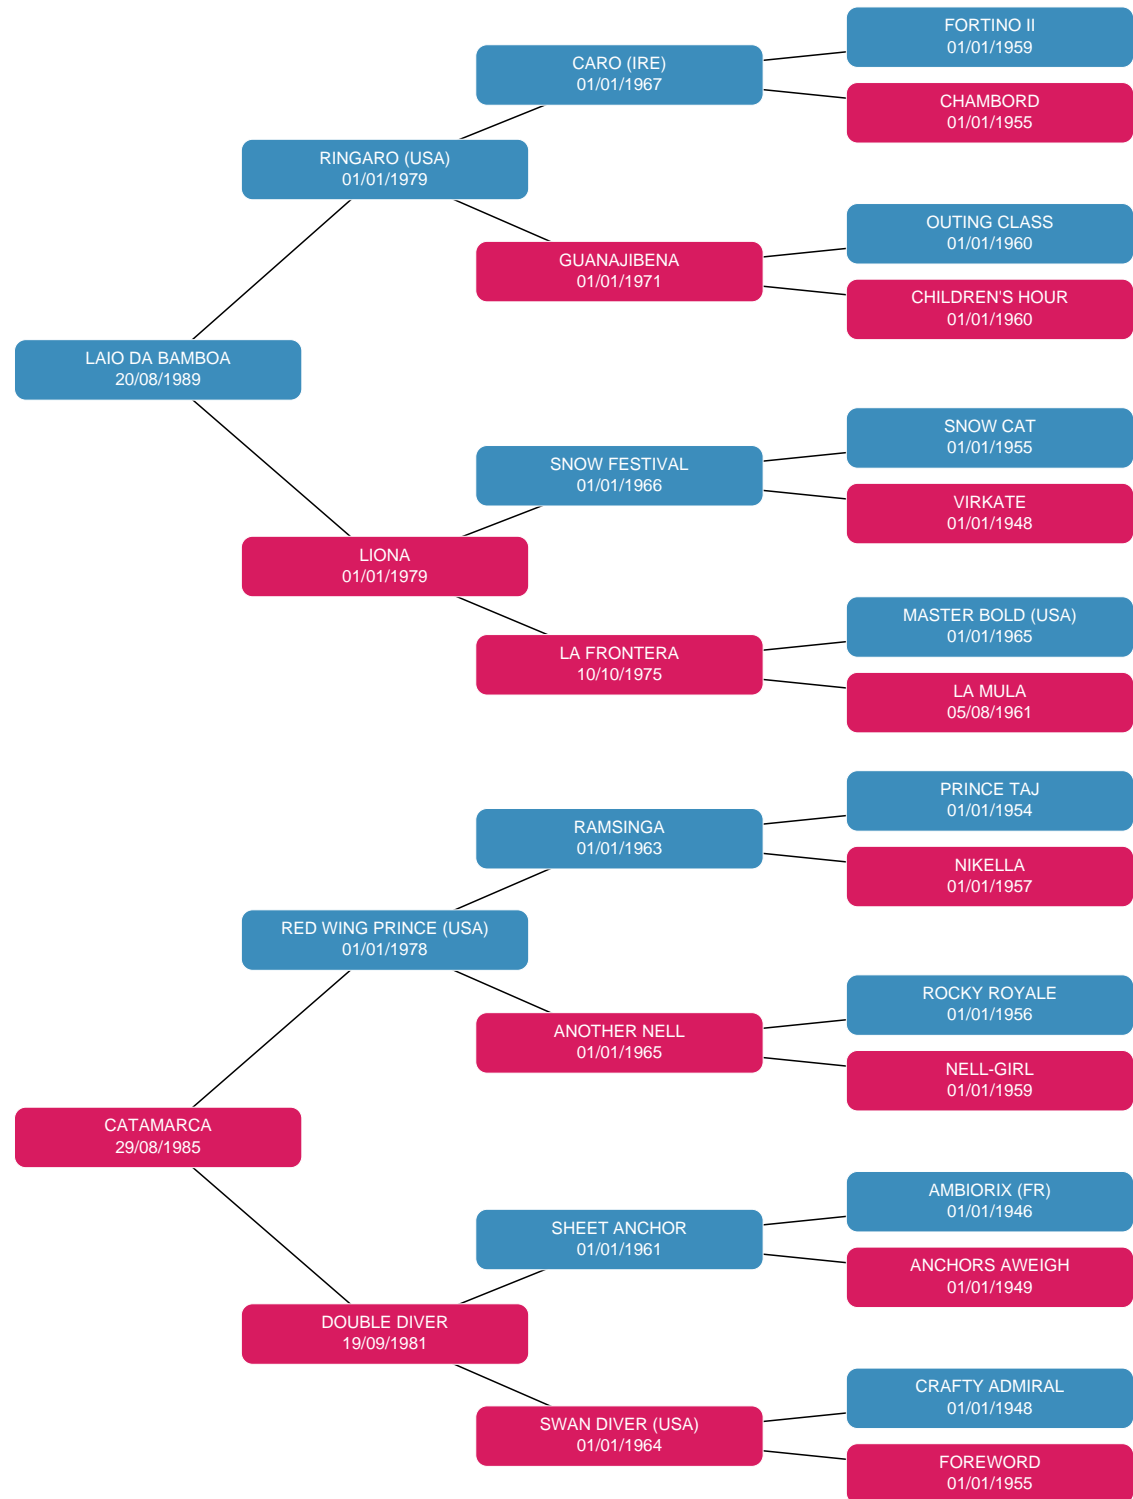 FORTINO II
01/01/1959
CARO (IRE)
01/01/1967
CHAMBORD
01/01/1955
RINGARO (USA)
01/01/1979
OUTING CLASS
01/01/1960
GUANAJIBENA
01/01/1971
CHILDREN'S HOUR
01/01/1960
LAIO DA BAMBOA
20/08/1989
SNOW CAT
01/01/1955
SNOW FESTIVAL
01/01/1966
VIRKATE
01/01/1948
LIONA
01/01/1979
MASTER BOLD (USA)
01/01/1965
LA FRONTERA
10/10/1975
LA MULA
05/08/1961
PRINCE TAJ
01/01/1954
RAMSINGA
01/01/1963
NIKELLA
01/01/1957
RED WING PRINCE (USA)
01/01/1978
ROCKY ROYALE
01/01/1956
ANOTHER NELL
01/01/1965
NELL-GIRL
01/01/1959
CATAMARCA
29/08/1985
AMBIORIX (FR)
01/01/1946
SHEET ANCHOR
01/01/1961
ANCHORS AWEIGH
01/01/1949
DOUBLE DIVER
19/09/1981
CRAFTY ADMIRAL
01/01/1948
SWAN DIVER (USA)
01/01/1964
FOREWORD
01/01/1955